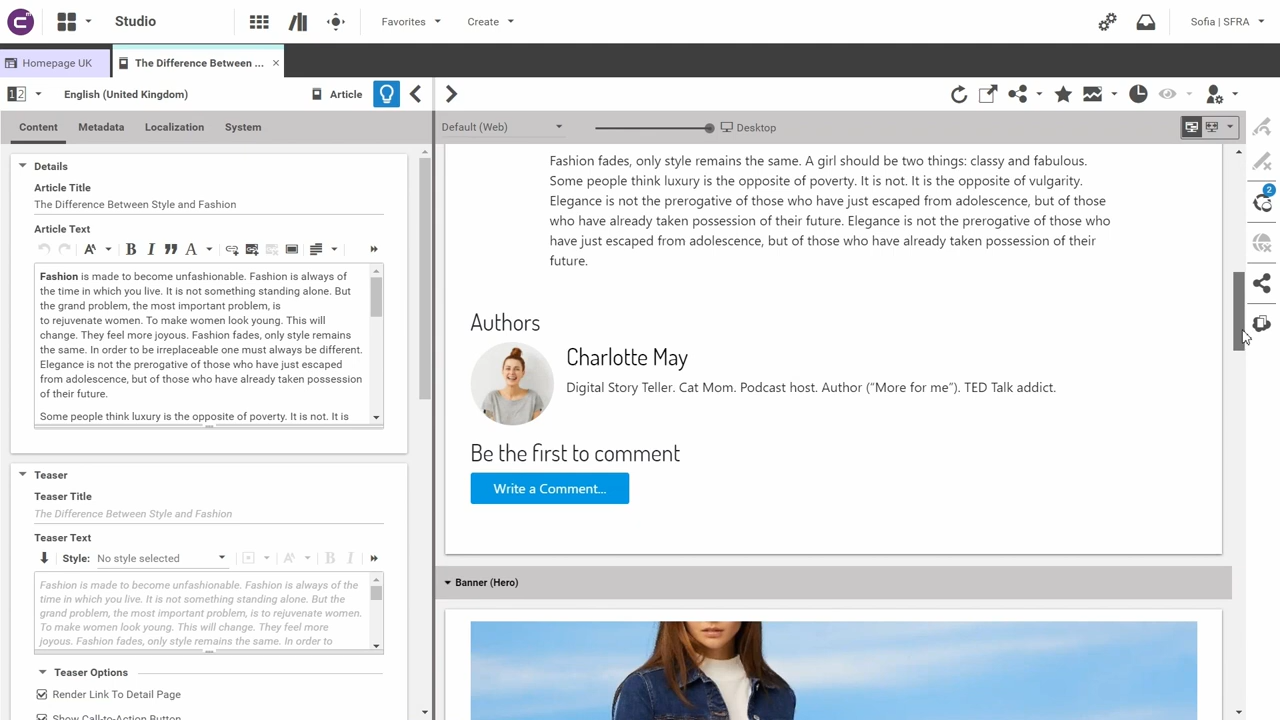 Studio
Favorites
Create
Sofia | SFRA
Homepage UK
The Difference Between ...
English (United Kingdom)
Article
Content
Metadata
Localization
System
Default (Web)
Desktop
2
Details
Article Title
The Difference Between Style and Fashion
Article Text
Fashion is made to become unfashionable. Fashion is always of
the time in which you live. It is not something standing alone. But
the grand problem, the most important problem, is
to rejuvenate women. To make women look young. This will
change. They feel more joyous. Fashion fades, only style remains
the same. In order to be irreplaceable one must always be different.
Elegance is not the prerogative of those who have just escaped
from adolescence, but of those who have already taken possession
of their future.
Some people think luxury is the opposite of poverty. It is not. It is
Teaser
Teaser Title
The Difference Between Style and Fashion
Teaser Text
Style: No style selected
Fashion is made to become unfashionable. Fashion is always of the
time in which you live. It is not something standing alone. But the
grand problem, the most important problem, is to rejuvenate women.
To make women look young. This will change. They feel more
joyous. Fashion fades, only style remains the same. In order to
Teaser Options
Render Link To Detail Page
Show Call-to-Action Button
Fashion fades, only style remains the same. A girl should be two things: classy and fabulous.
Some people think luxury is the opposite of poverty. It is not. It is the opposite of vulgarity.
Elegance is not the prerogative of those who have just escaped from adolescence, but of those
who have already taken possession of their future. Elegance is not the prerogative of those who
have just escaped from adolescence, but of those who have already taken possession of their
future.
Authors
Charlotte May
Digital Story Teller. Cat Mom. Podcast host. Author (“More for me”). TED Talk addict.
Be the first to comment
Write a Comment...
Banner (Hero)